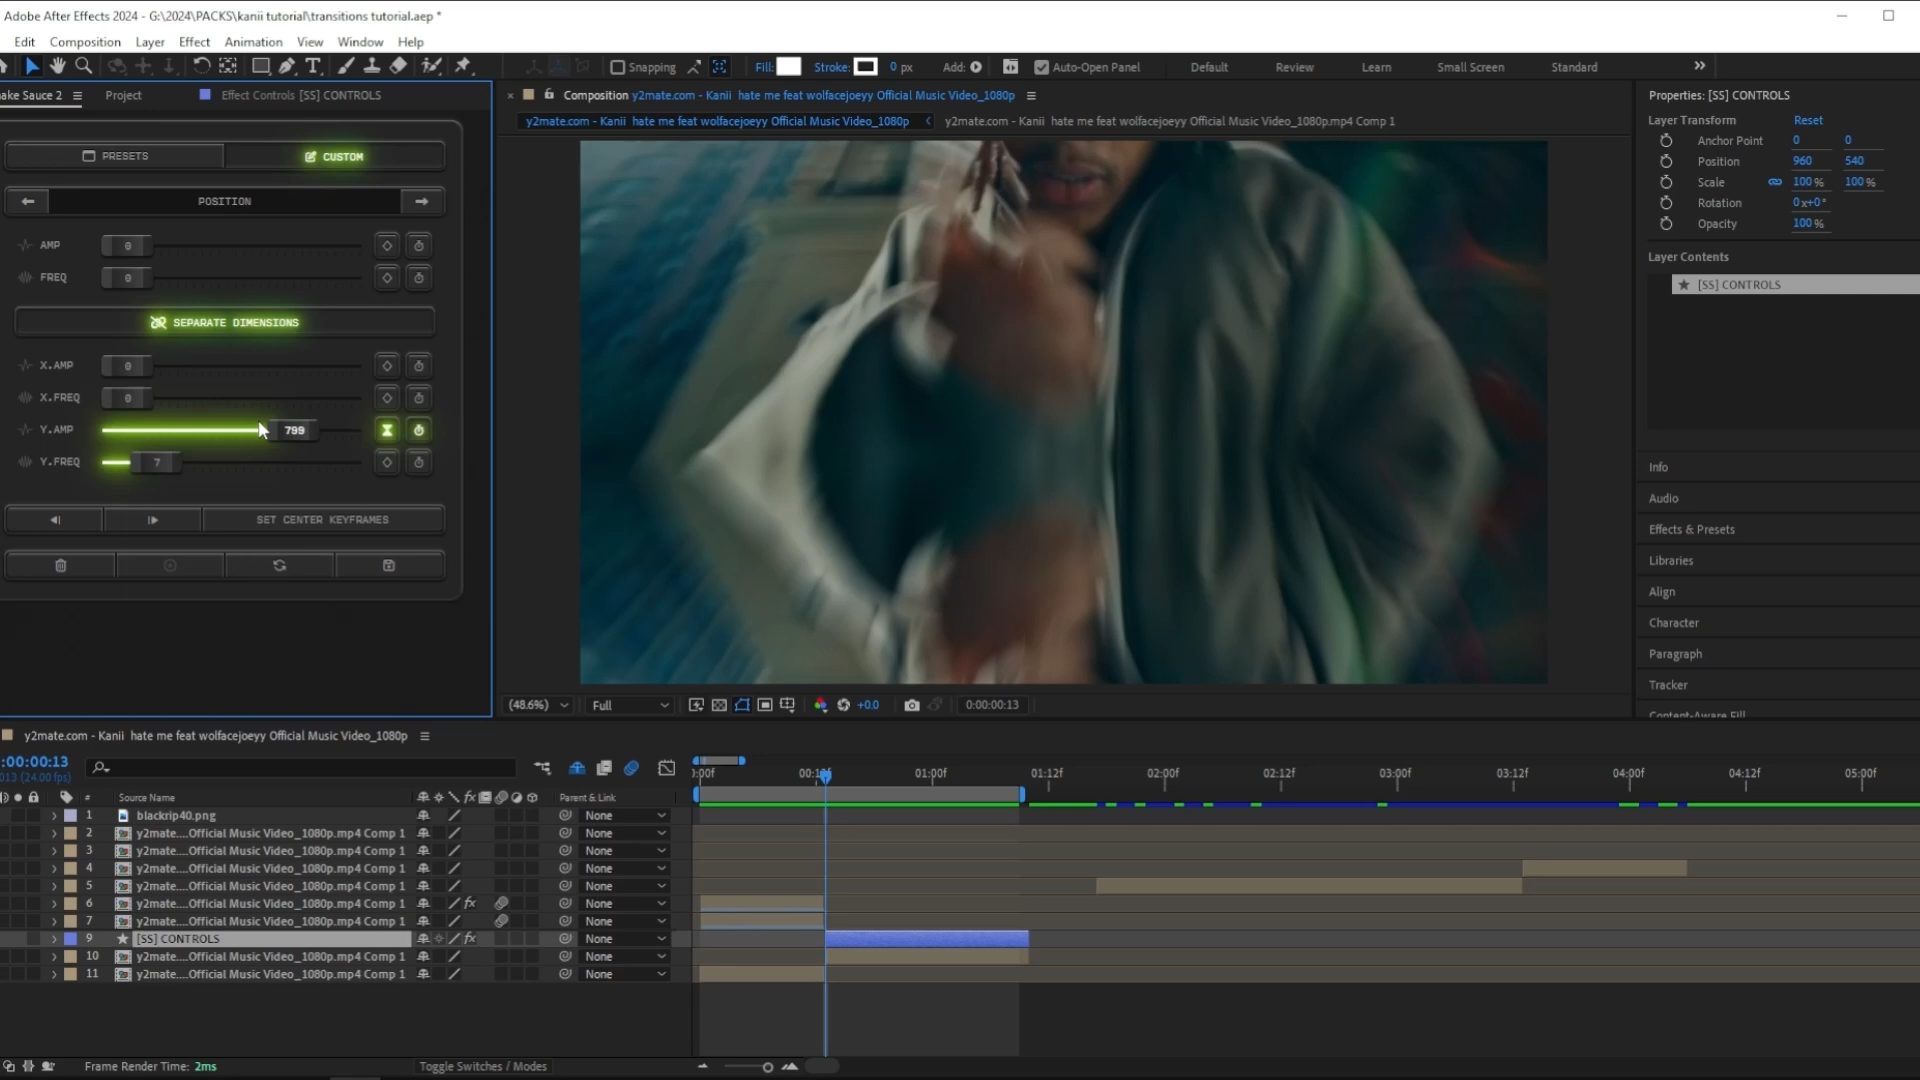 Adobe After Effects 2024 - G:\2024\PACKS\kanii tutorial\transitions tutorial.aep *
Edit Composition Layer Effect Animation View Window Help
Snapping Fill: Stroke: 0 px Add: Auto-Open Panel Default Review Learn Small Screen Standard
ake Sauce 2 Project Effect Controls [SS] CONTROLS
Composition y2mate.com - Kanii hate me feat wolfacejoeyy Official Music Video_1080p
y2mate.com - Kanii hate me feat wolfacejoeyy Official Music Video_1080p
y2mate.com - Kanii hate me feat wolfacejoeyy Official Music Video_1080p.mp4 Comp 1
PRESETS CUSTOM
POSITION
AMP 0
FREQ 0
SEPARATE DIMENSIONS
X.AMP 0
X.FREQ 0
Y.AMP 799
Y.FREQ 7
SET CENTER KEYFRAMES
Properties: [SS] CONTROLS
Layer Transform Reset
Anchor Point 0 0
Position 960 540
Scale 100 % 100 %
Rotation 0x+0°
Opacity 100 %
Layer Contents
[SS] CONTROLS
Info
Audio
Effects & Presets
Libraries
Align
Character
Paragraph
Tracker
Content-Aware Fill
(48.6%) Full +0.0 0:00:00:13
y2mate.com - Kanii hate me feat wolfacejoeyy Official Music Video_1080p
:00:00:13
013 (24.00 fps)
# Source Name fx Parent & Link
):00f 01:00f 01:12f 02:00f 02:12f 03:00f 03:12f 04:00f 04:12f 05:00f
1 blackrip40.png None
2 y2mate....Official Music Video_1080p.mp4 Comp 1 None
3 y2mate....Official Music Video_1080p.mp4 Comp 1 None
4 y2mate....Official Music Video_1080p.mp4 Comp 1 None
5 y2mate....Official Music Video_1080p.mp4 Comp 1 None
6 y2mate....Official Music Video_1080p.mp4 Comp 1 fx None
7 y2mate....Official Music Video_1080p.mp4 Comp 1 None
9 [SS] CONTROLS fx None
10 y2mate....Official Music Video_1080p.mp4 Comp 1 None
11 y2mate....Official Music Video_1080p.mp4 Comp 1 None
Frame Render Time: 2ms Toggle Switches / Modes